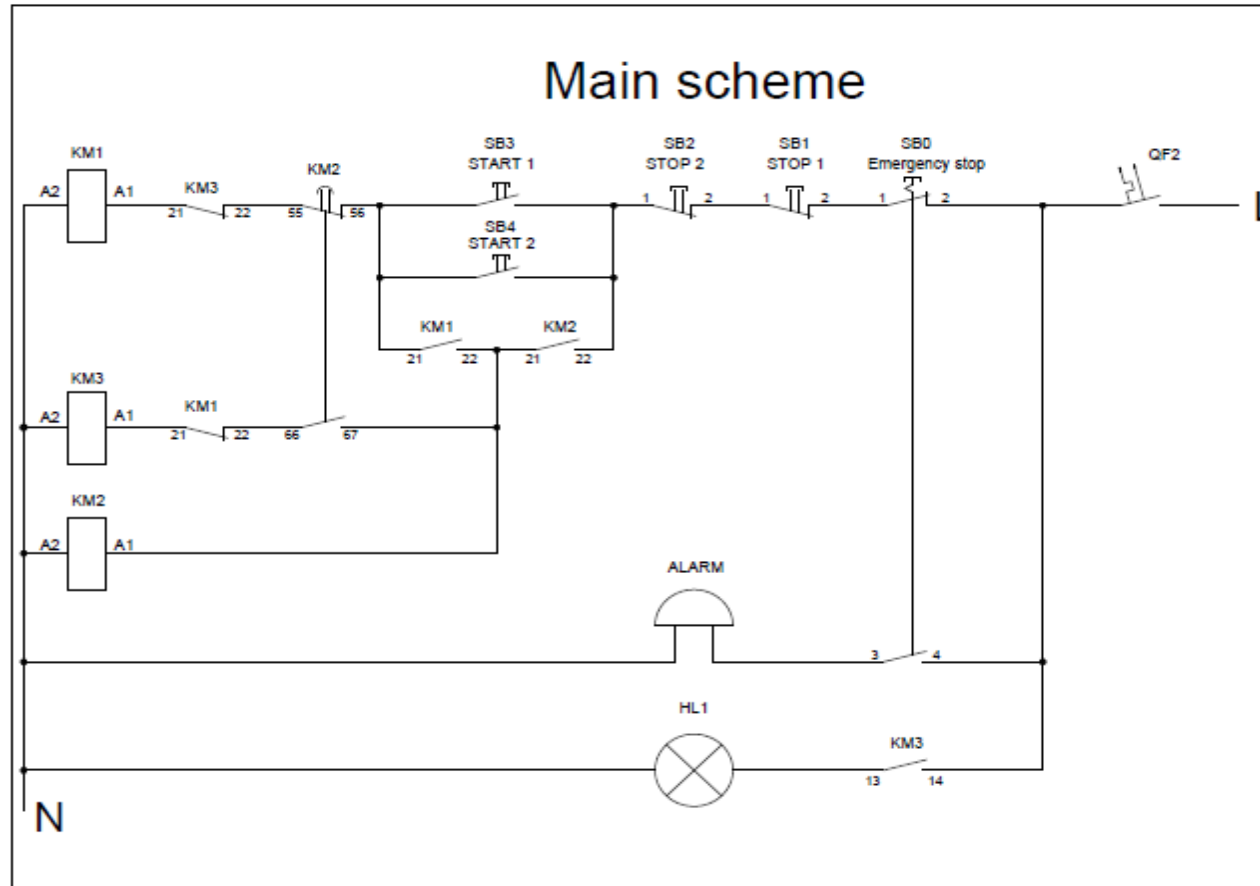 Main scheme
KM1
A2 A1
KM3
21 22
KM2
55 56
SB3
START 1
SB4
START 2
SB2
STOP 2
1 2
SB1
STOP 1
1 2
SB0
Emergency stop
1 2
QF2
KM1
21 22
KM2
21 22
KM3
A2 A1
KM1
21 22
66 67
KM2
A2 A1
ALARM
3 4
HL1
KM3
13 14
N